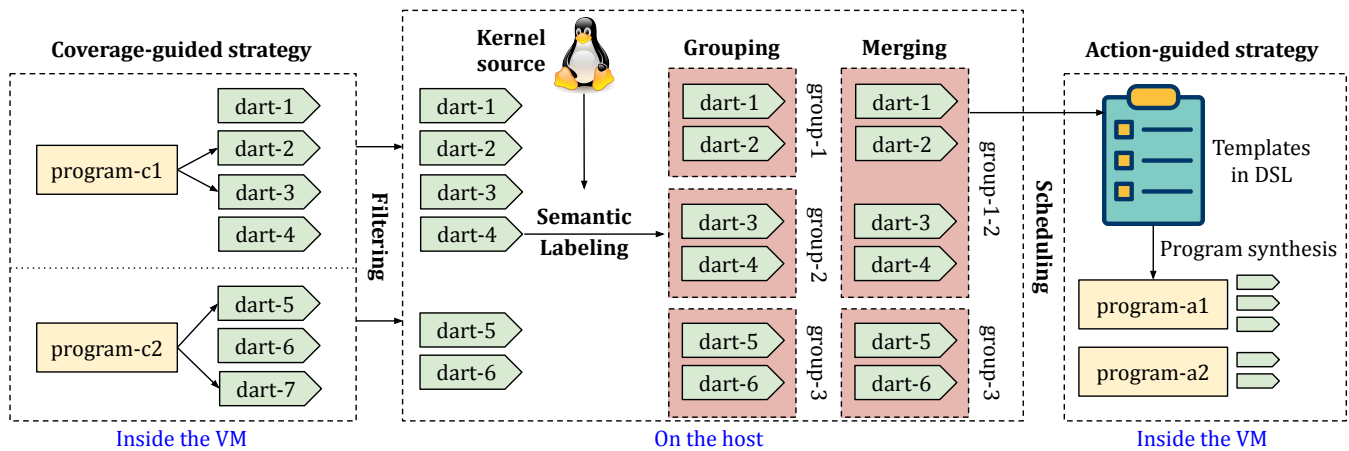 Coverage-guided strategy
program-c1
dart-1
dart-2
dart-3
dart-4
program-c2
dart-5
dart-6
dart-7
Inside the VM
Filtering
Kernel
source
dart-1
dart-2
dart-3
dart-4
dart-5
dart-6
Semantic
Labeling
Grouping
dart-1
dart-2
group-1
dart-3
dart-4
group-2
dart-5
dart-6
group-3
Merging
dart-1
dart-2
dart-3
dart-4
group-1-2
dart-5
dart-6
group-3
On the host
Scheduling
Action-guided strategy
Templates
in DSL
Program synthesis
program-a1
program-a2
Inside the VM